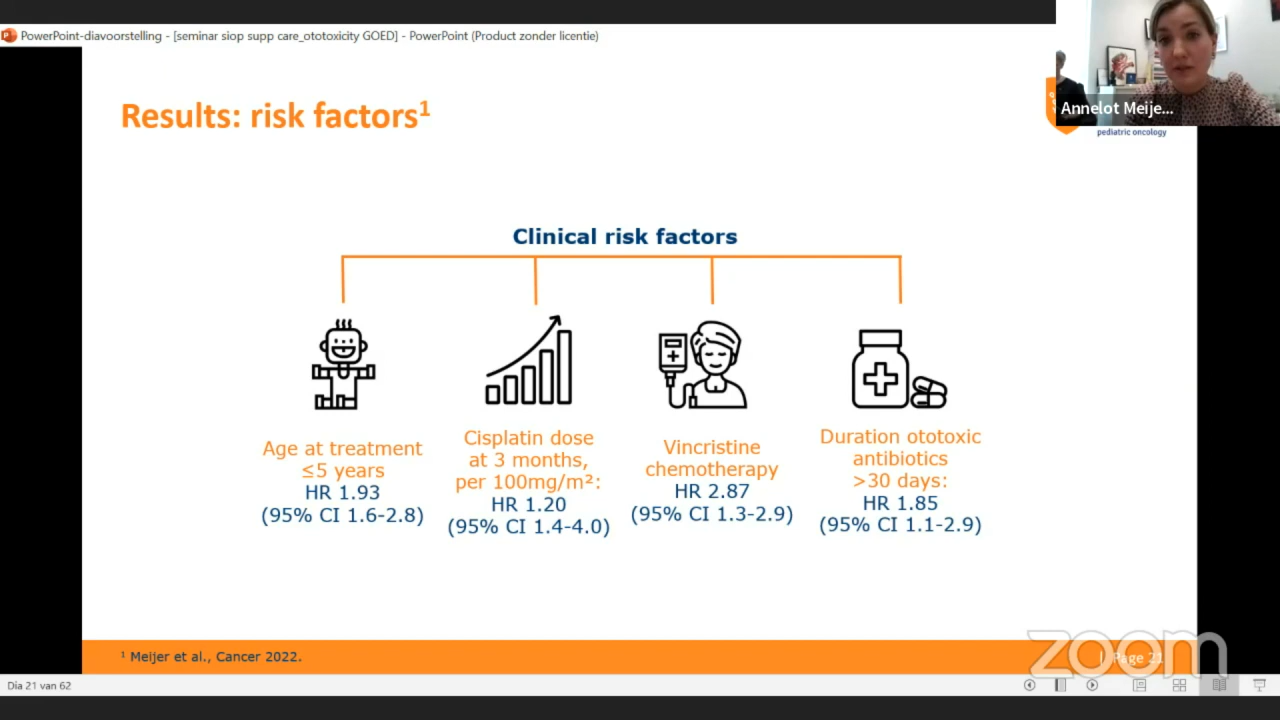 PowerPoint-diavoorstelling - [seminar siop supp care_ototoxicity GOED] - PowerPoint (Product zonder licentie)
Annelot Meije...
pediatric oncology
Results: risk factors¹
Clinical risk factors
Age at treatment
≤5 years
HR 1.93
(95% CI 1.6-2.8)
Cisplatin dose
at 3 months,
per 100mg/m²:
HR 1.20
(95% CI 1.4-4.0)
Vincristine
chemotherapy
HR 2.87
(95% CI 1.3-2.9)
Duration ototoxic
antibiotics
>30 days:
HR 1.85
(95% CI 1.1-2.9)
¹ Meijer et al., Cancer 2022.
| Page 21
zoom
Dia 21 van 62